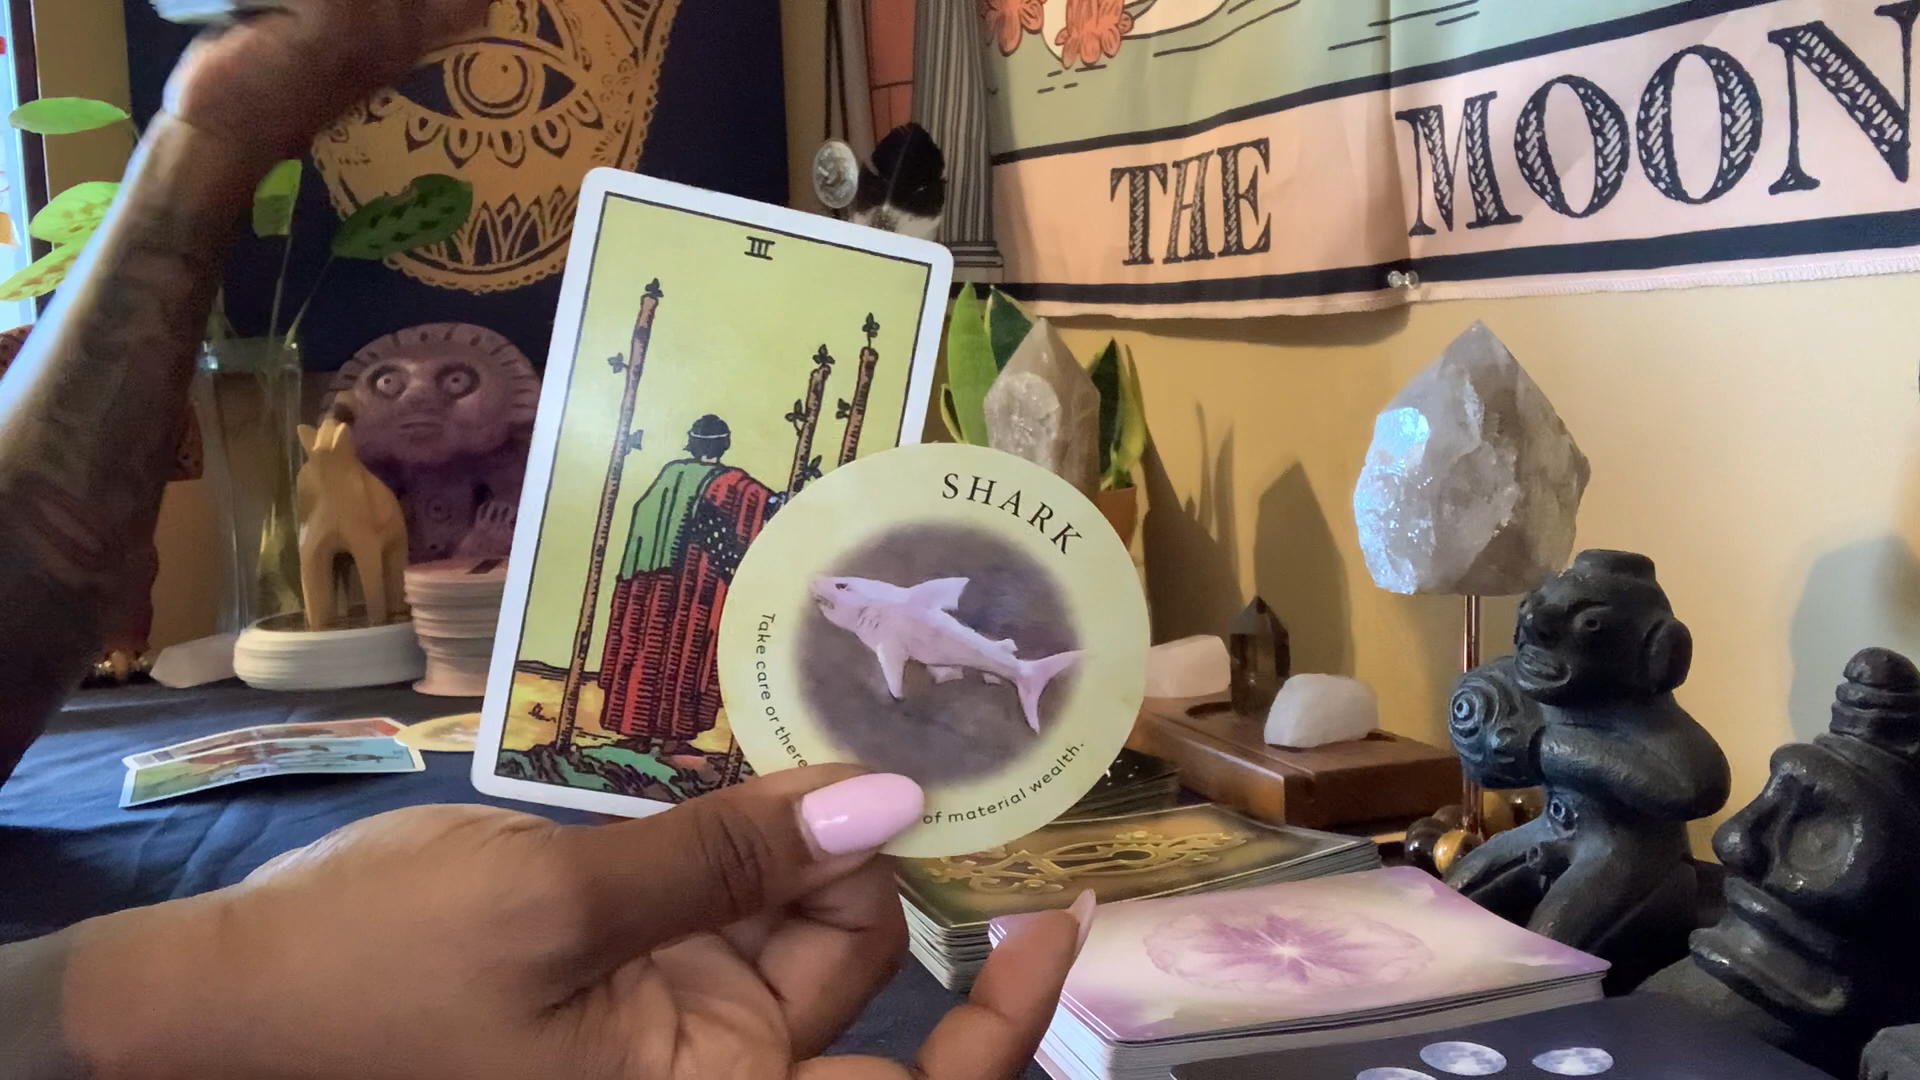 THE MOON
III
SHARK
Take care or there
of material wealth.